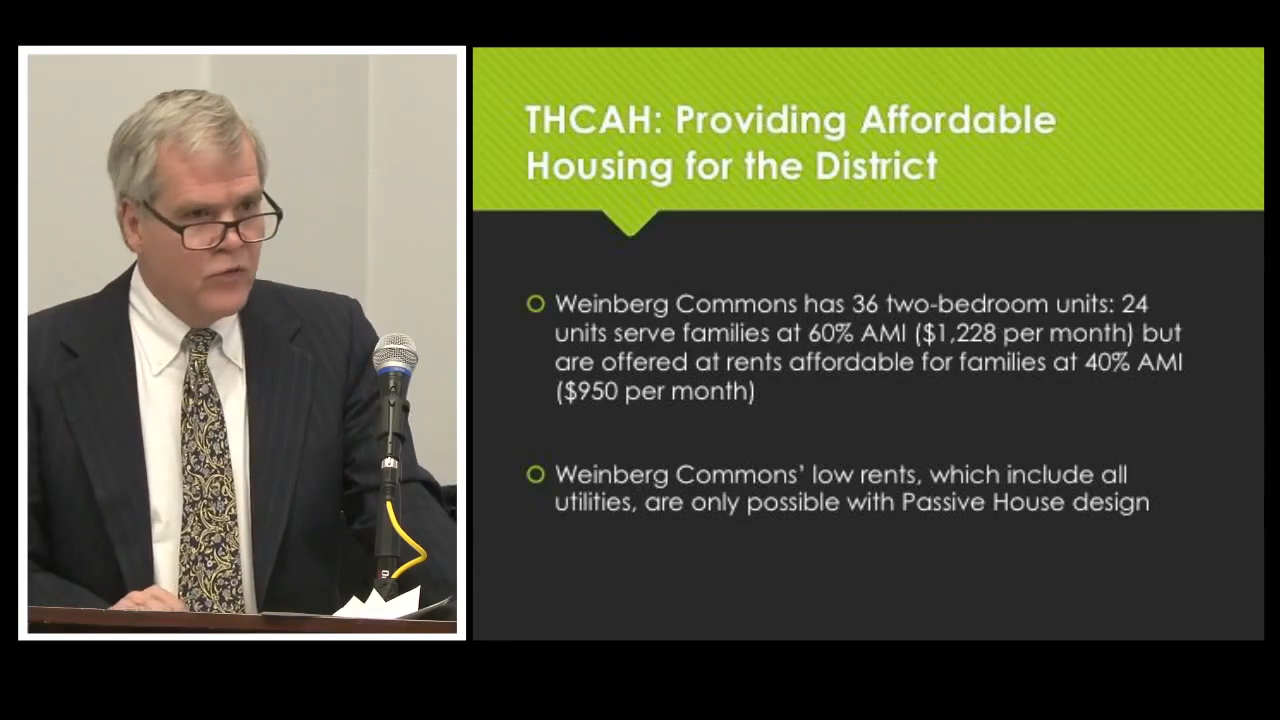 THCAH: Providing Affordable
Housing for the District
Weinberg Commons has 36 two-bedroom units: 24
units serve families at 60% AMI ($1,228 per month) but
are offered at rents affordable for families at 40% AMI
($950 per month)
Weinberg Commons’ low rents, which include all
utilities, are only possible with Passive House design